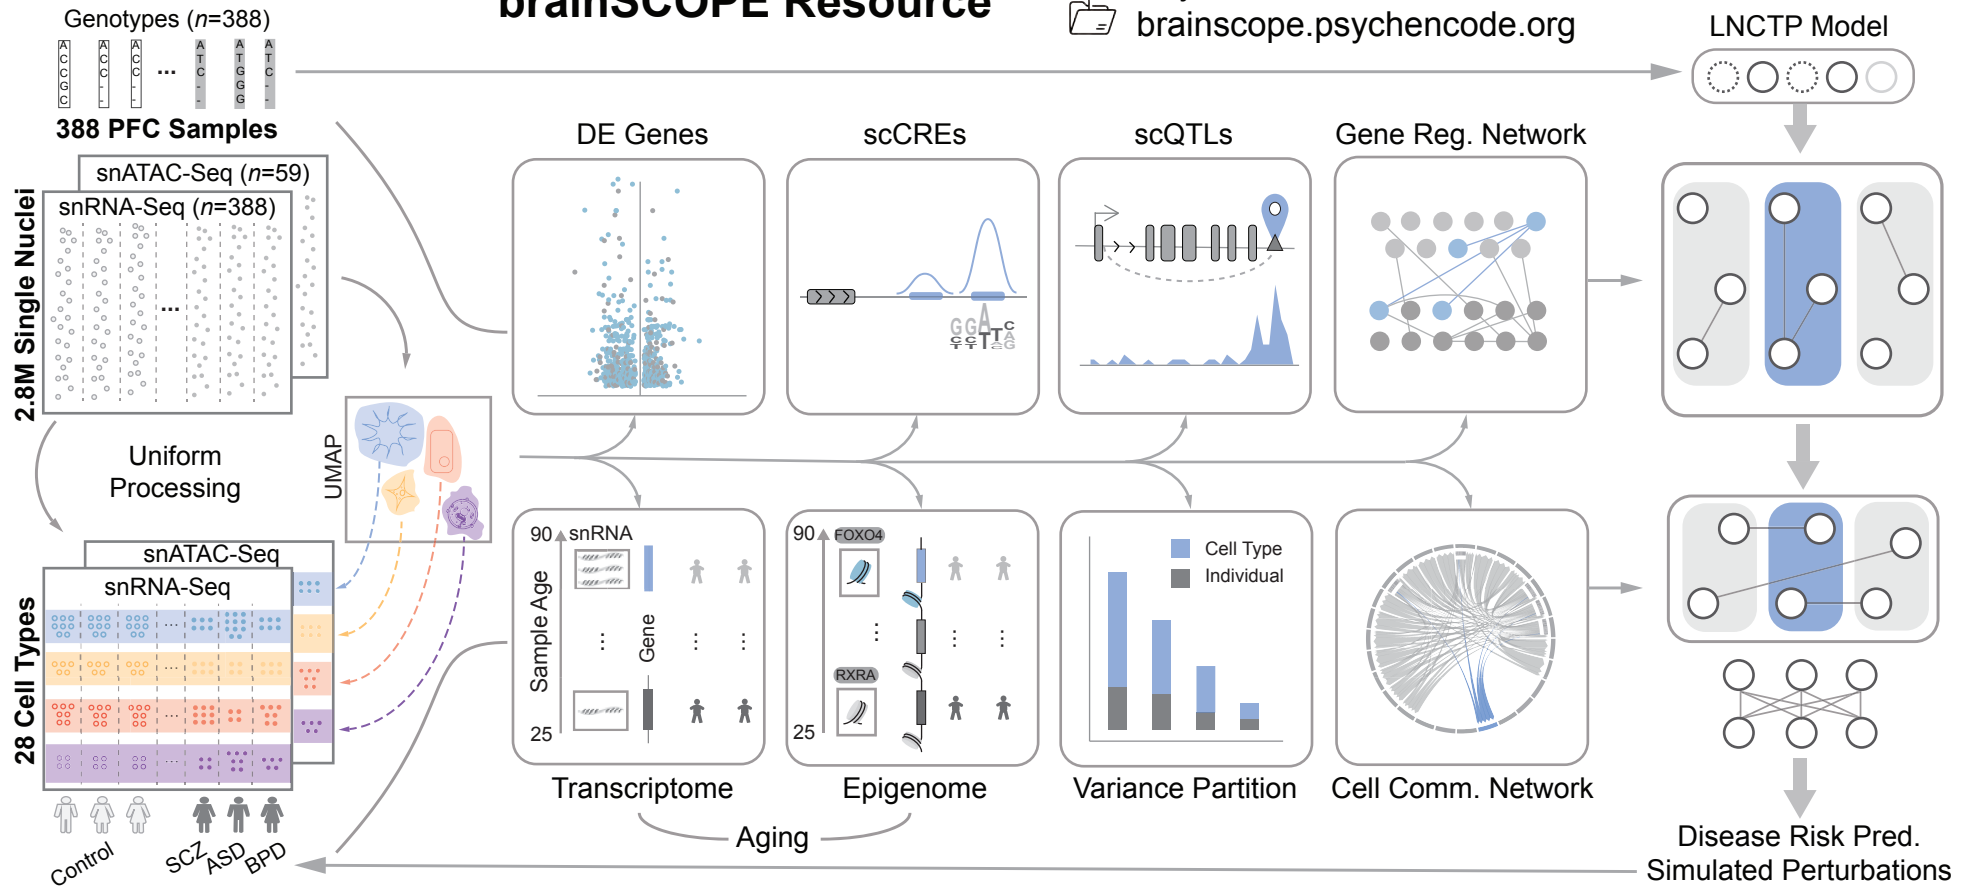 brainSCOPE Resource
brainscope.psychencode.org
Genotypes (n=388)
A A A A A A
C C C T T T
C C C C G C
G - - - G -
C - - - G -
...
388 PFC Samples
2.8M Single Nuclei
snATAC-Seq (n=59)
snRNA-Seq (n=388)
...
Uniform
Processing
UMAP
28 Cell Types
snATAC-Seq
snRNA-Seq
...
...
...
...
Control
SCZ
ASD
BPD
DE Genes
scCREs
scQTLs
Gene Reg. Network
Sample Age
90
25
snRNA
Gene
Transcriptome
90
25
FOXO4
RXRA
Epigenome
Aging
Cell Type
Individual
Variance Partition
Cell Comm. Network
LNCTP Model
Disease Risk Pred.
Simulated Perturbations